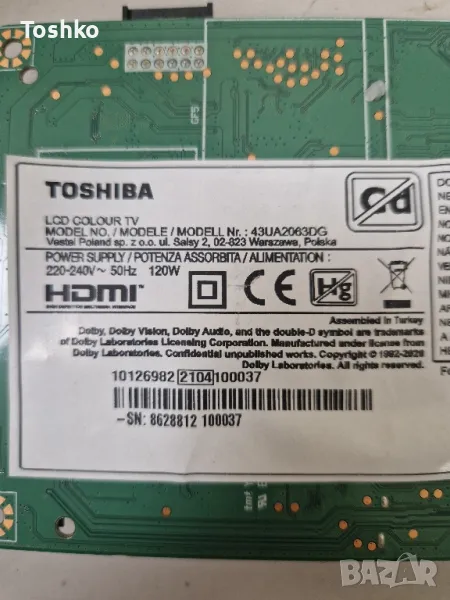 Toshko
GF5
TOSHIBA
LCD COLOUR TV
MODEL NO. / MODELE / MODELL Nr. : 43UA2063DG
Vestel Poland sp. z o.o. ul. Salsy 2, 02-823 Warszawa, Polska
POWER SUPPLY / POTENZA ASSORBITA / ALIMENTATION :
220-240V~ 50Hz 120W
Cd
HDMI
CE
Hg
Assembled in Turkey
Dolby, Dolby Vision, Dolby Audio, and the double-D symbol are trademarks
of Dolby Laboratories Licensing Corporation. Manufactured under license from
Dolby Laboratories. Confidential unpublished works. Copyright © 1992-2020
Dolby Laboratories. All rights reserved.
10126982 2104 100037
-SN: 8628812 100037
BAZAR